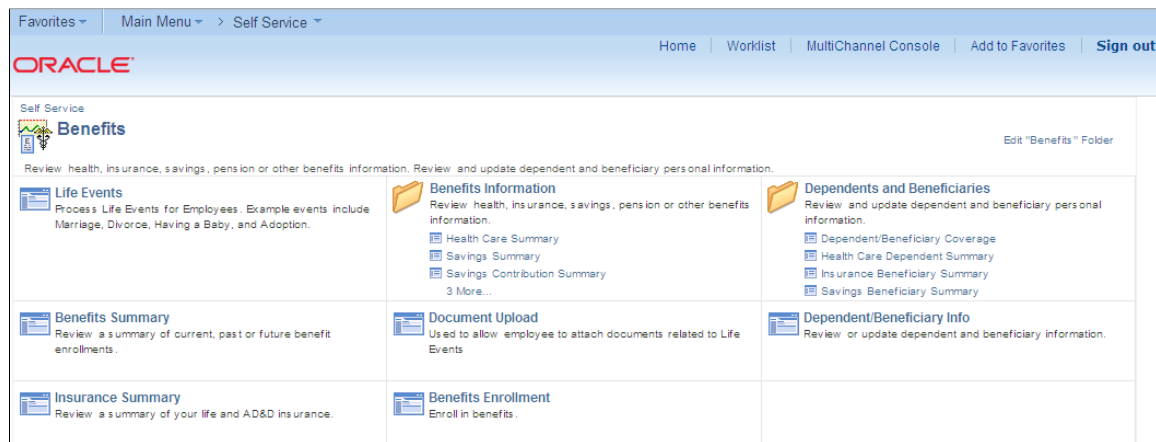 Favorites Main Menu > Self Service
Home Worklist MultiChannel Console Add to Favorites Sign out
ORACLE
Self Service
Benefits
Edit "Benefits" Folder
Review health, insurance, savings, pension or other benefits information. Review and update dependent and beneficiary personal information.
Life Events
Process Life Events for Employees. Example events include
Marriage, Divorce, Having a Baby, and Adoption.
Benefits Information
Review health, insurance, savings, pension or other benefits
information.
Health Care Summary
Savings Summary
Savings Contribution Summary
3 More...
Dependents and Beneficiaries
Review and update dependent and beneficiary personal
information.
Dependent/Beneficiary Coverage
Health Care Dependent Summary
Insurance Beneficiary Summary
Savings Beneficiary Summary
Benefits Summary
Review a summary of current, past or future benefit
enrollments.
Document Upload
Used to allow employee to attach documents related to Life
Events
Dependent/Beneficiary Info
Review or update dependent and beneficiary information.
Insurance Summary
Review a summary of your life and AD&D insurance.
Benefits Enrollment
Enroll in benefits.